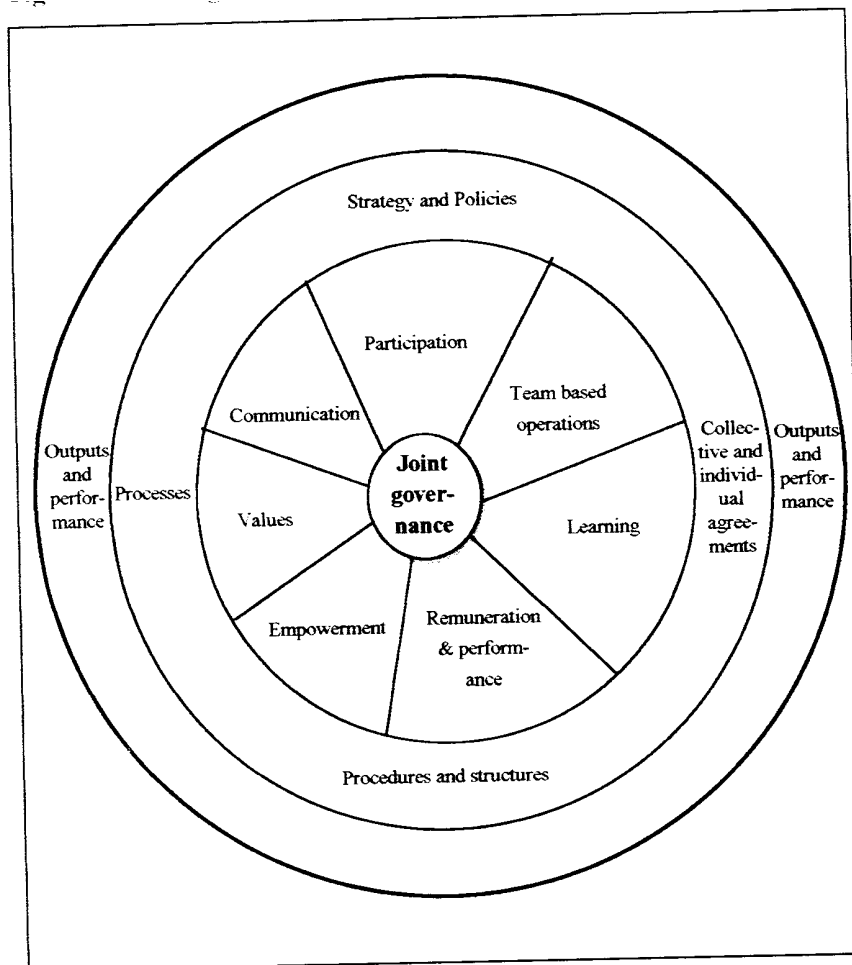 Strategy and Policies
Participation
Team based
operations
Communication
Joint
gover-
nance
Outputs
and
perfor-
mance
Processes
Values
Learning
Collec-
tive and
individ-
ual
agree-
ments
Outputs
and
perfor-
mance
Empowerment
Remuneration
& perform-
ance
Procedures and structures